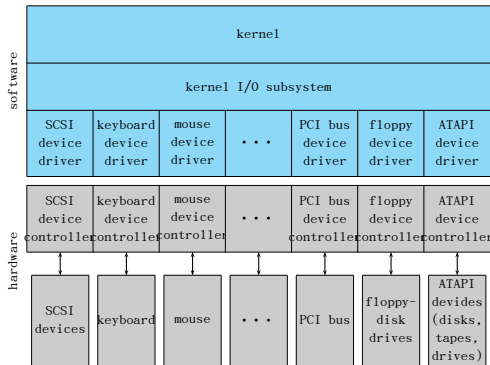 kernel
software
kernel I/O subsystem
SCSI
device
driver
keyboard
device
driver
mouse
device
driver
...
PCI bus
device
driver
floppy
device
driver
ATAPI
device
driver
hardware
SCSI
device
controller
keyboard
device
controller
mouse
device
controller
...
PCI bus
device
controller
floppy
device
controller
ATAPI
device
controller
SCSI
devices
keyboard
mouse
...
PCI bus
floppy-
disk
drives
ATAPI
devides
(disks,
tapes,
drives)